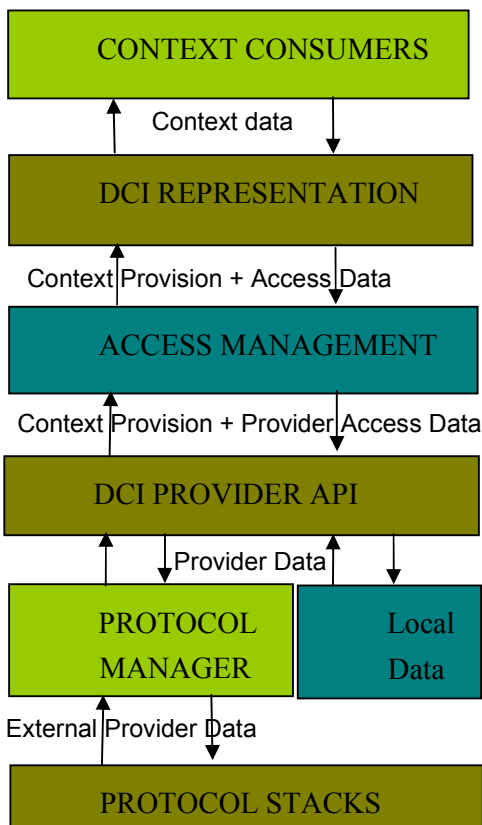 CONTEXT CONSUMERS
Context data
DCI REPRESENTATION
Context Provision + Access Data
ACCESS MANAGEMENT
Context Provision + Provider Access Data
DCI PROVIDER API
Provider Data
PROTOCOL
MANAGER
Local
Data
External Provider Data
PROTOCOL STACKS